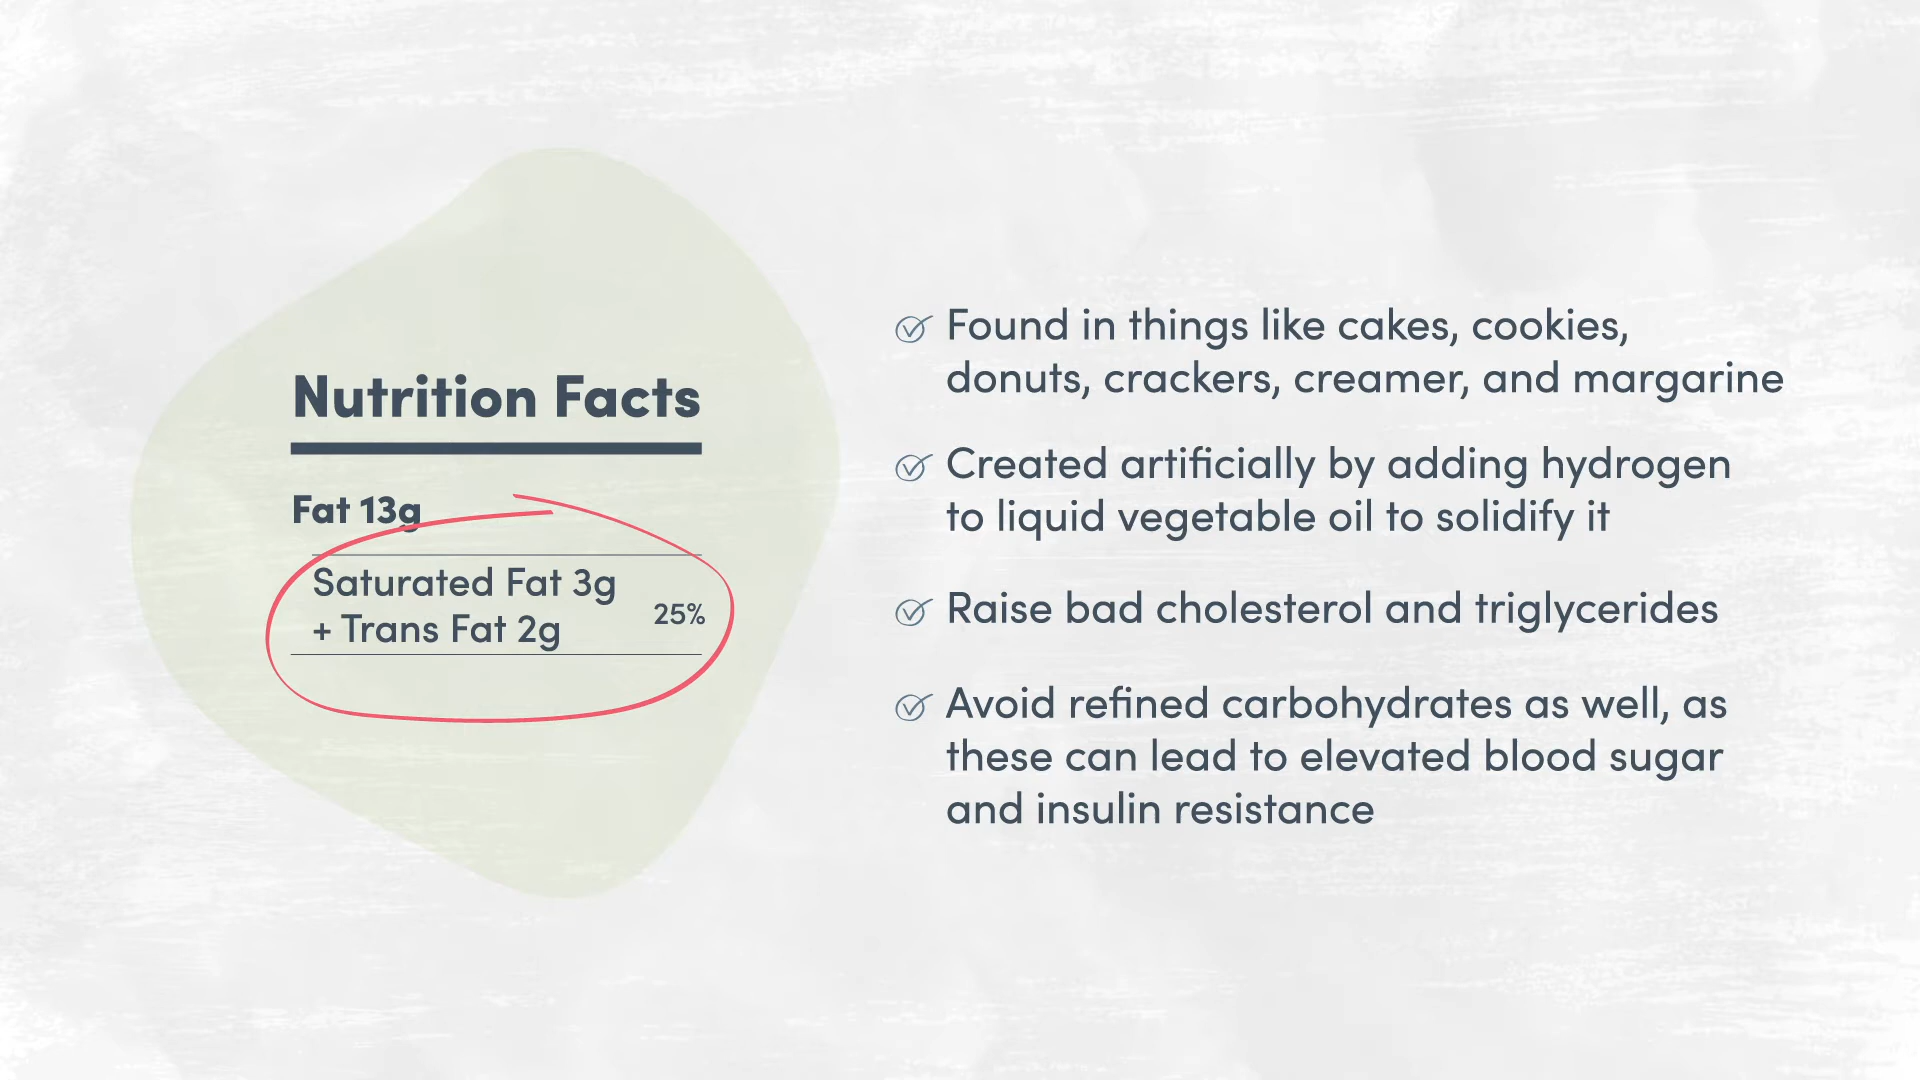 Nutrition Facts
Fat 13g
Saturated Fat 3g
+ Trans Fat 2g
25%
Found in things like cakes, cookies,
donuts, crackers, creamer, and margarine
Created artificially by adding hydrogen
to liquid vegetable oil to solidify it
Raise bad cholesterol and triglycerides
Avoid refined carbohydrates as well, as
these can lead to elevated blood sugar
and insulin resistance